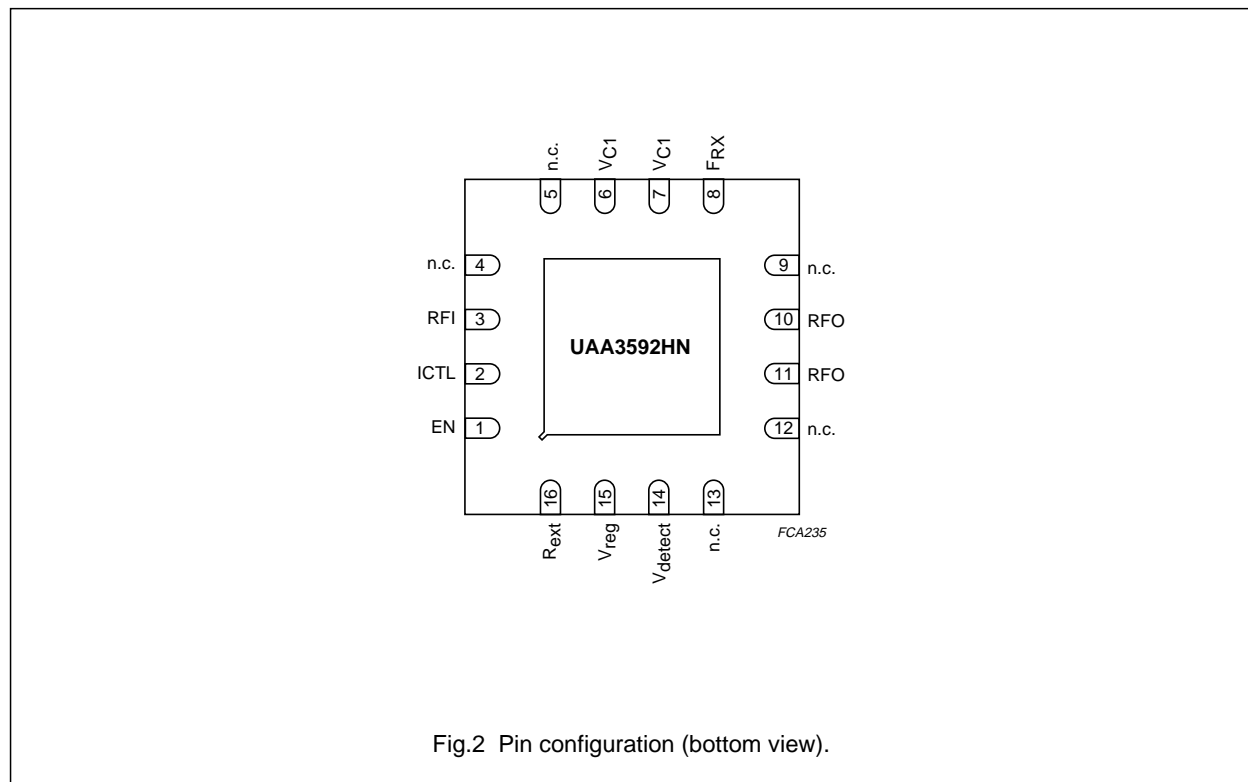 n.c.
VC1
VC1
FRX
5
6
7
8
n.c. 4
9 n.c.
RFI 3
10 RFO
UAA3592HN
ICTL 2
11 RFO
EN 1
12 n.c.
16
15
14
13
Rext
Vreg
Vdetect
n.c.
FCA235
Fig.2 Pin configuration (bottom view).